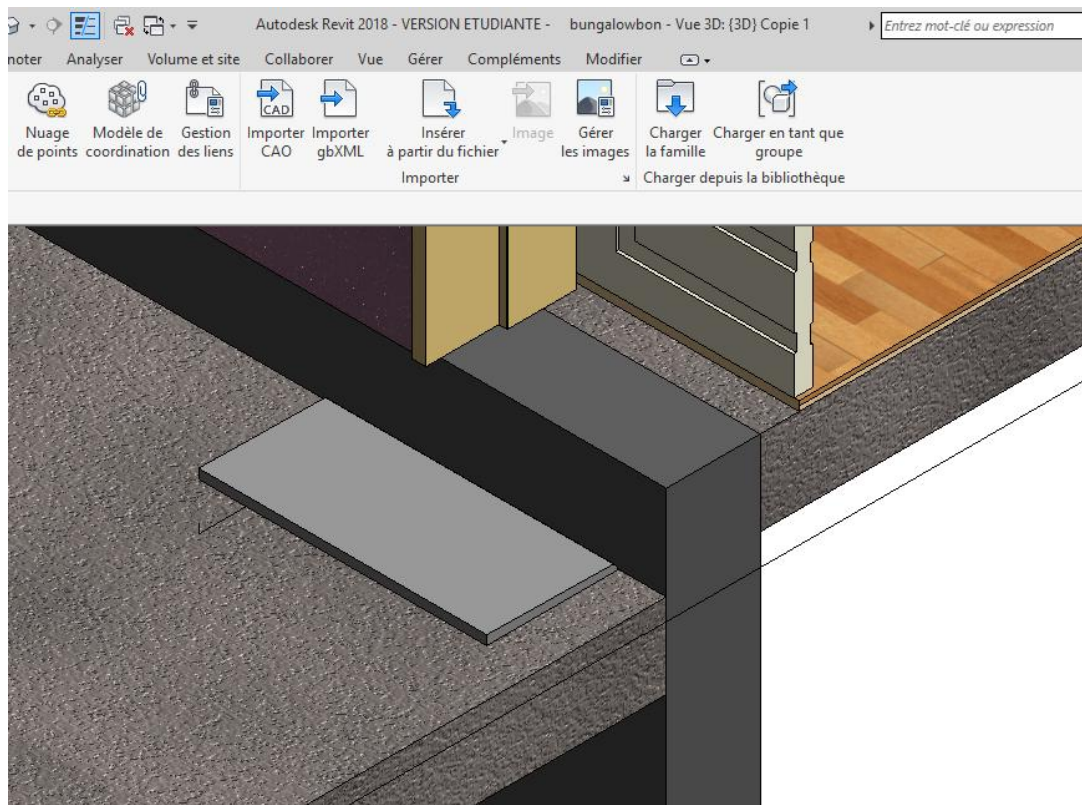 Autodesk Revit 2018 - VERSION ETUDIANTE - bungalowbon - Vue 3D: {3D} Copie 1
Entrez mot-clé ou expression
noter Analyser Volume et site Collaborer Vue Gérer Compléments Modifier
CAD
Nuage de points
Modèle de coordination
Gestion des liens
Importer CAO
Importer gbXML
Insérer à partir du fichier
Image
Gérer les images
Charger la famille
Charger en tant que groupe
Importer
Charger depuis la bibliothèque